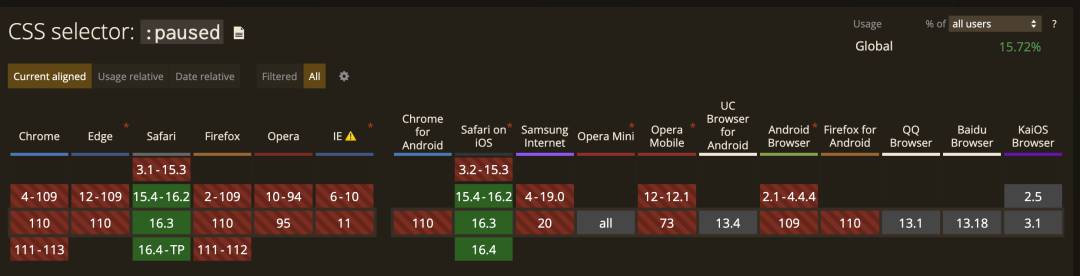 CSS selector: :paused
Usage % of all users ?
Global 15.72%
Current aligned Usage relative Date relative Filtered All
Chrome Edge * Safari Firefox Opera IE ⚠ * Chrome for Android Safari on iOS * Samsung Internet Opera Mini * Opera Mobile * UC Browser for Android Android Browser * Firefox for Android QQ Browser Baidu Browser KaiOS Browser
3.1-15.3 3.2-15.3
4-109 12-109 15.4-16.2 2-109 10-94 6-10 15.4-16.2 4-19.0 12-12.1 2.1-4.4.4 2.5
110 110 16.3 110 95 11 110 16.3 20 all 73 13.4 109 110 13.1 13.18 3.1
111-113 16.4-TP 111-112 16.4